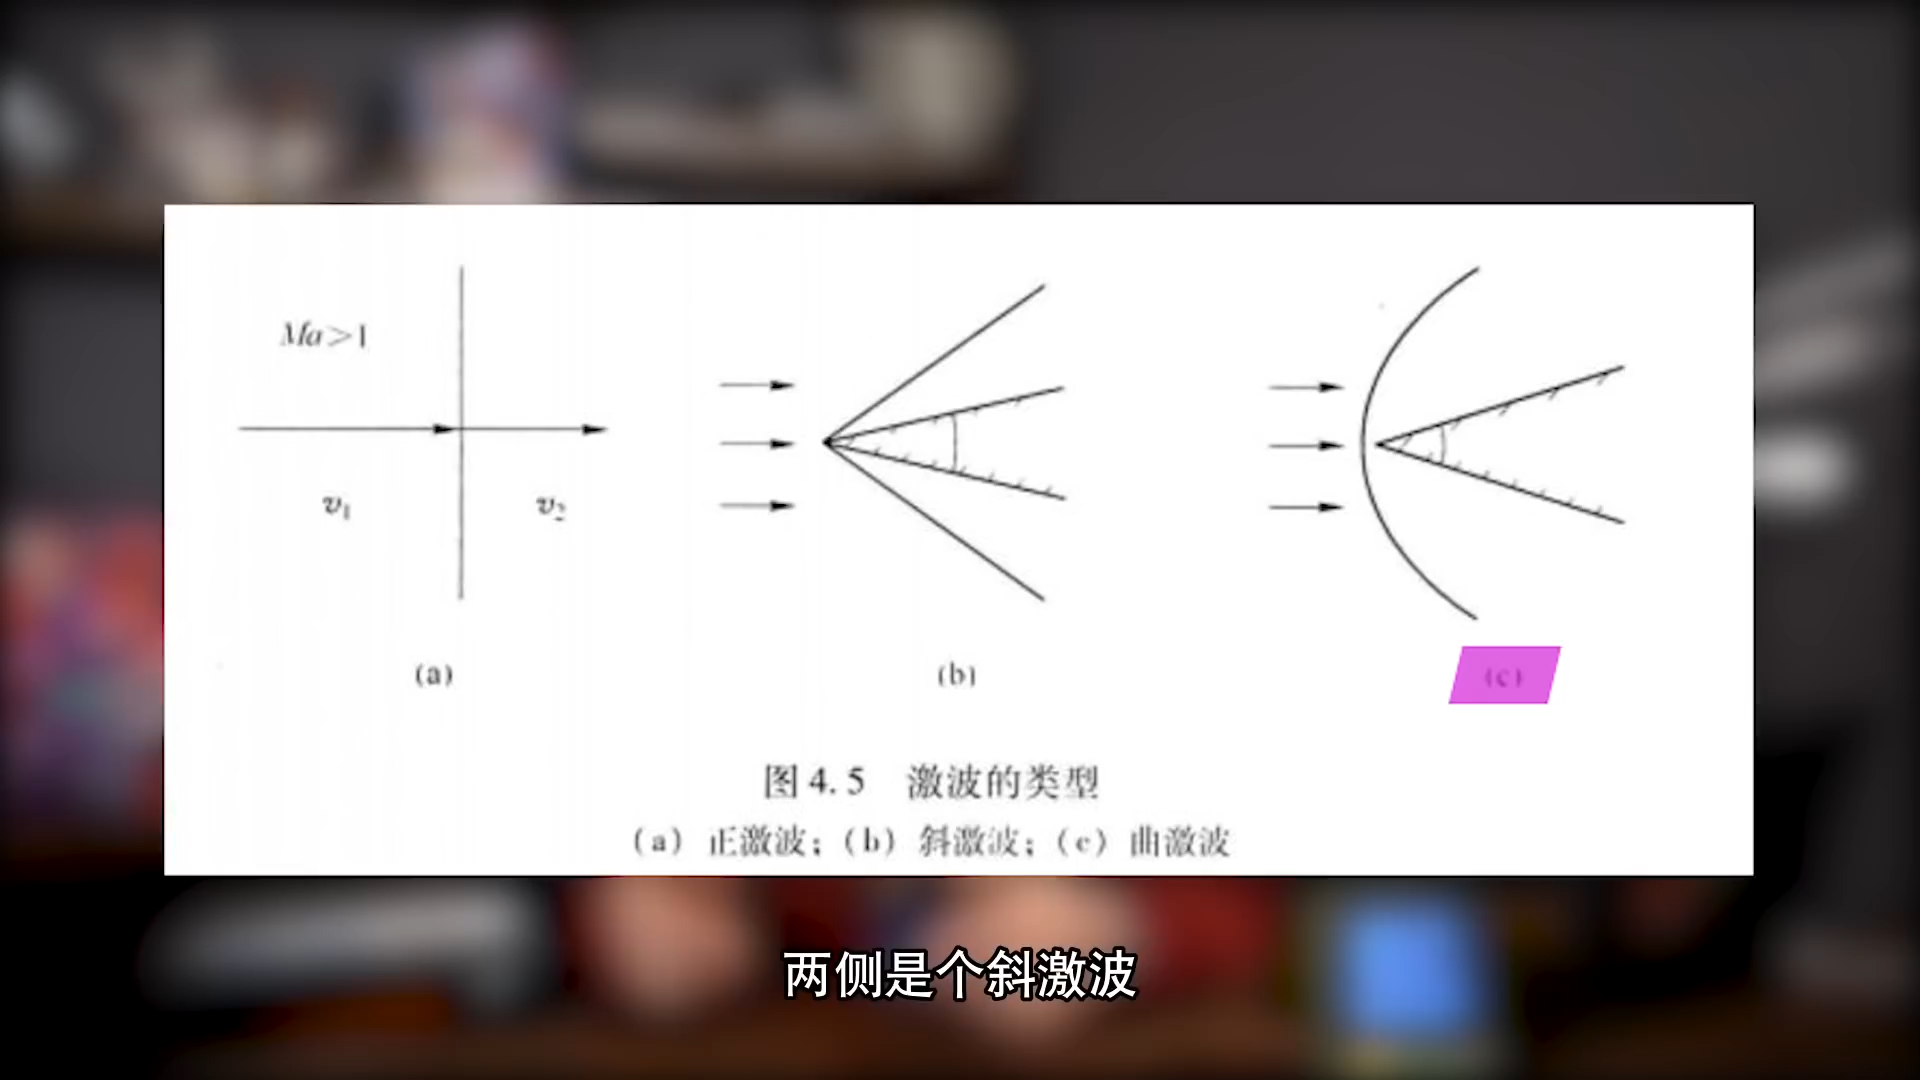 Ma>1
v₁
v₂
(a)
(b)
(c)
图 4.5 激波的类型
(a) 正激波; (b) 斜激波; (c) 曲激波
两侧是个斜激波